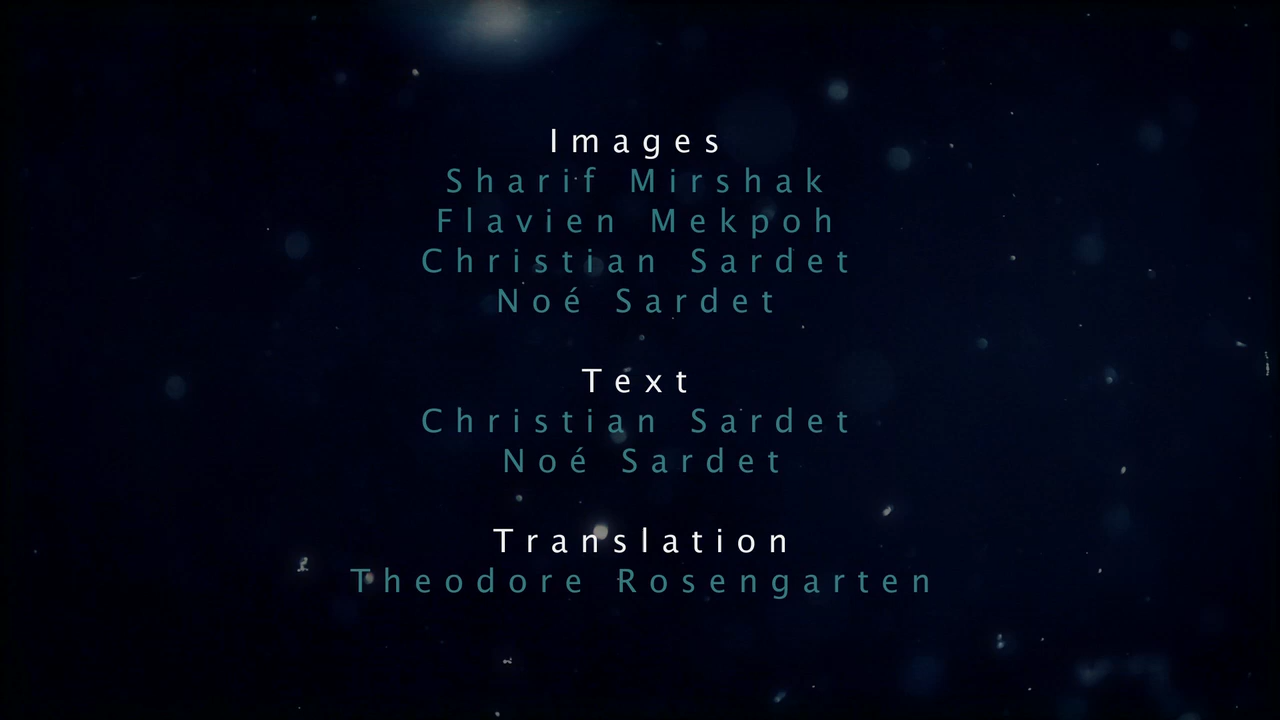 Images
Sharif Mirshak
Flavien Mekpoh
Christian Sardet
Noé Sardet
Text
Christian Sardet
Noé Sardet
Translation
Theodore Rosengarten